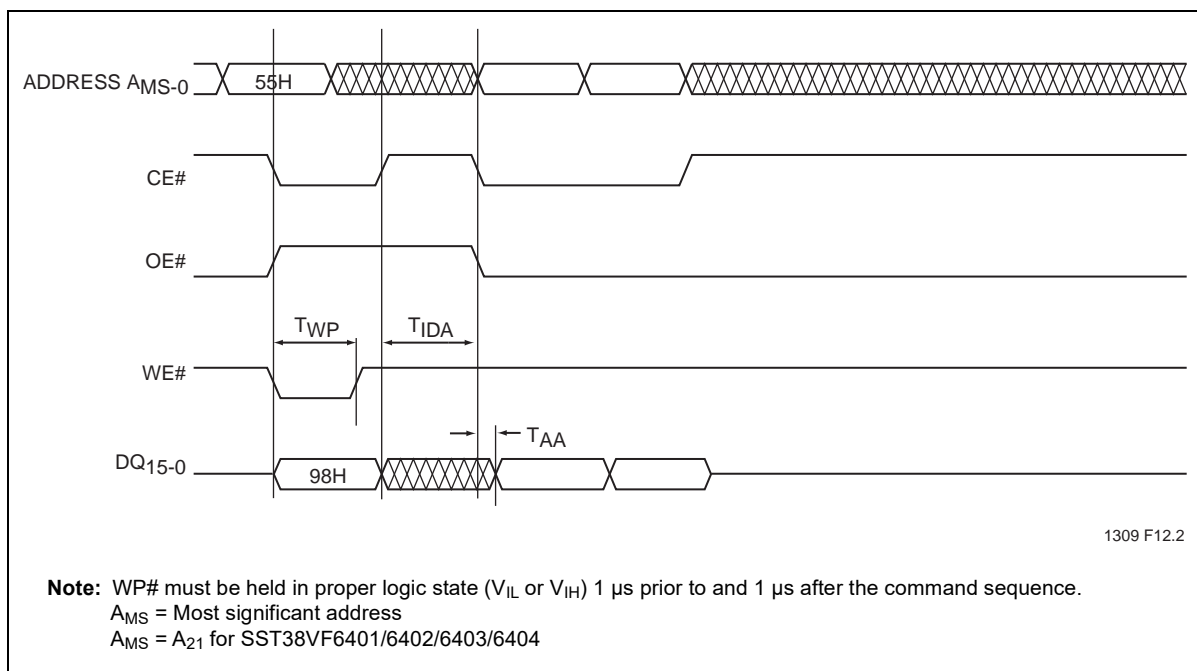 ADDRESS AMS-0
55H
CE#
OE#
TWP TIDA
WE#
TAA
DQ15-0
98H
1309 F12.2
Note: WP# must be held in proper logic state (VIL or VIH) 1 µs prior to and 1 µs after the command sequence.
AMS = Most significant address
AMS = A21 for SST38VF6401/6402/6403/6404